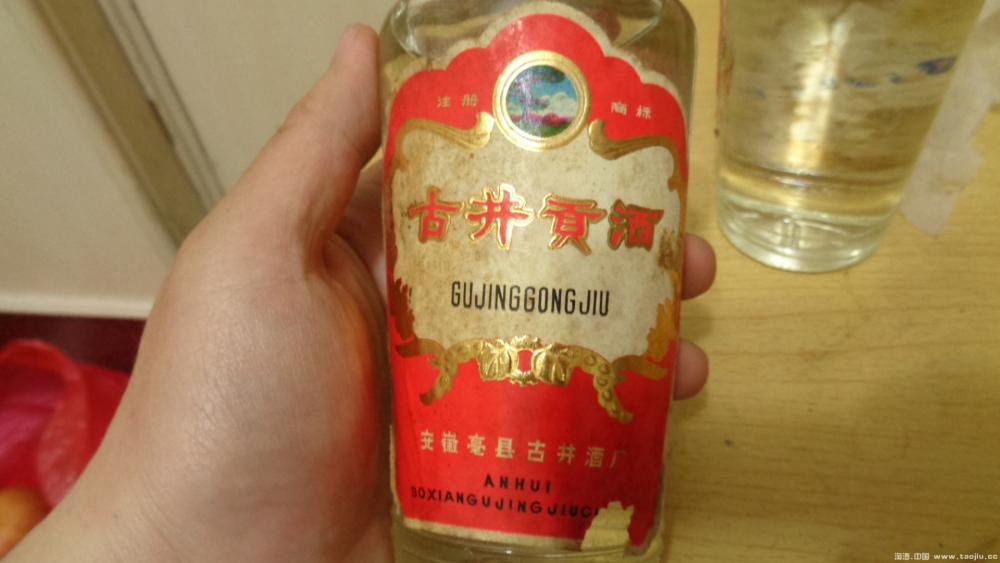 注册 商标
古井贡酒
GUJINGGONGJIU
安徽亳县古井酒厂
ANHUI
BOXIANGUJINGJIUC
淘酒.中国 www.taojiu.cc